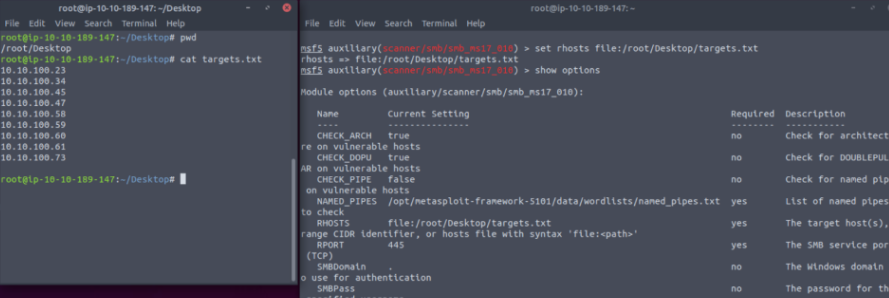 root@ip-10-10-189-147: ~/Desktop
File Edit View Search Terminal Help
root@ip-10-10-189-147:~/Desktop# pwd
/root/Desktop
root@ip-10-10-189-147:~/Desktop# cat targets.txt
10.10.100.23
10.10.100.34
10.10.100.45
10.10.100.47
10.10.100.58
10.10.100.59
10.10.100.60
10.10.100.61
10.10.100.73
root@ip-10-10-189-147:~/Desktop#
root@ip-10-10-189-147: ~
File Edit View Search Terminal Help
msf5 auxiliary(scanner/smb/smb_ms17_010) > set rhosts file:/root/Desktop/targets.txt
rhosts => file:/root/Desktop/targets.txt
msf5 auxiliary(scanner/smb/smb_ms17_010) > show options
Module options (auxiliary/scanner/smb/smb_ms17_010):
Name Current Setting Required Description
---- --------------- -------- -----------
CHECK_ARCH true no Check for architect
re on vulnerable hosts
CHECK_DOPU true no Check for DOUBLEPUL
AR on vulnerable hosts
CHECK_PIPE false no Check for named pip
on vulnerable hosts
NAMED_PIPES /opt/metasploit-framework-5101/data/wordlists/named_pipes.txt yes List of named pipes
to check
RHOSTS file:/root/Desktop/targets.txt yes The target host(s),
range CIDR identifier, or hosts file with syntax 'file:<path>'
RPORT 445 yes The SMB service por
(TCP)
SMBDomain . no The Windows domain
o use for authentication
SMBPass no The password for th